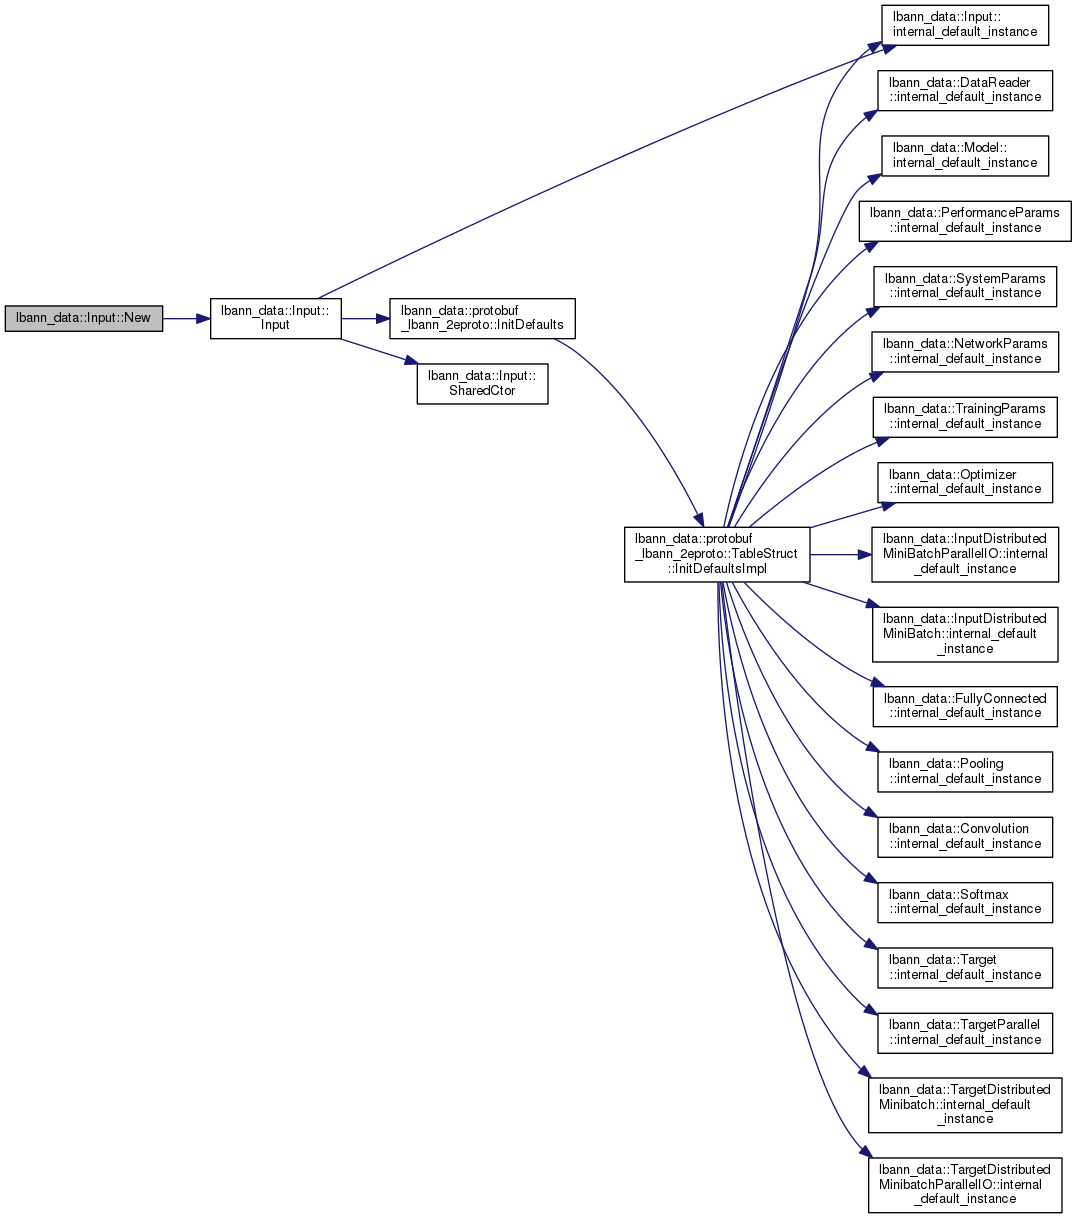 lbann_data::Input::
internal_default_instance
lbann_data::DataReader
::internal_default_instance
lbann_data::Model::
internal_default_instance
lbann_data::PerformanceParams
::internal_default_instance
lbann_data::SystemParams
::internal_default_instance
lbann_data::Input::New
lbann_data::Input::
Input
lbann_data::protobuf
_lbann_2eproto::InitDefaults
lbann_data::Input::
SharedCtor
lbann_data::NetworkParams
::internal_default_instance
lbann_data::TrainingParams
::internal_default_instance
lbann_data::Optimizer
::internal_default_instance
lbann_data::protobuf
_lbann_2eproto::TableStruct
::InitDefaultsImpl
lbann_data::InputDistributed
MiniBatchParallelIO::internal
_default_instance
lbann_data::InputDistributed
MiniBatch::internal_default
_instance
lbann_data::FullyConnected
::internal_default_instance
lbann_data::Pooling
::internal_default_instance
lbann_data::Convolution
::internal_default_instance
lbann_data::Softmax
::internal_default_instance
lbann_data::Target
::internal_default_instance
lbann_data::TargetParallel
::internal_default_instance
lbann_data::TargetDistributed
Minibatch::internal_default
_instance
lbann_data::TargetDistributed
MinibatchParallelIO::internal
_default_instance